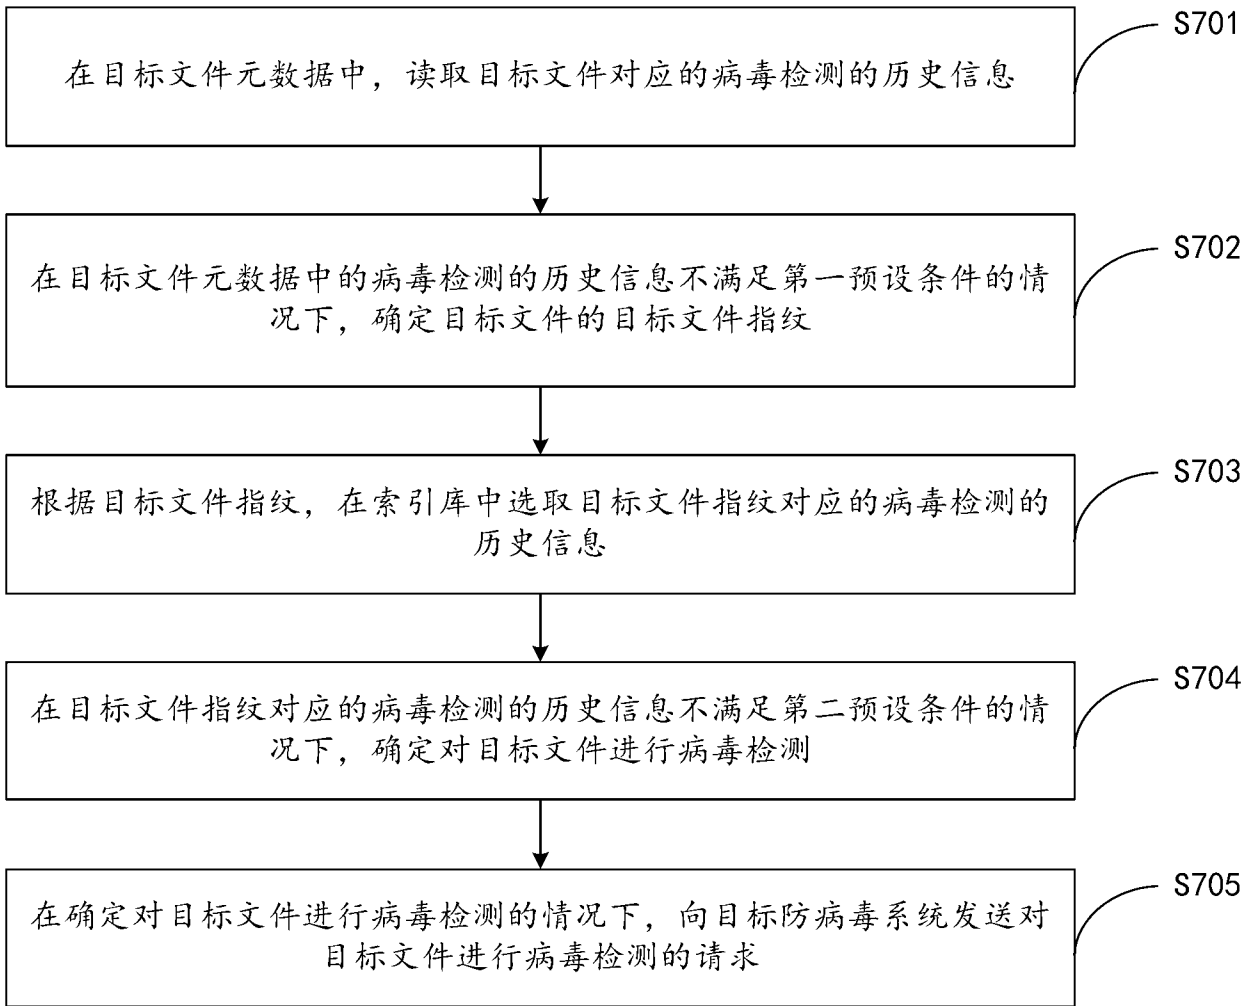 S701
在目标文件元数据中，读取目标文件对应的病毒检测的历史信息
S702
在目标文件元数据中的病毒检测的历史信息不满足第一预设条件的情
况下，确定目标文件的目标文件指纹
S703
根据目标文件指纹，在索引库中选取目标文件指纹对应的病毒检测的
历史信息
S704
在目标文件指纹对应的病毒检测的历史信息不满足第二预设条件的情
况下，确定对目标文件进行病毒检测
S705
在确定对目标文件进行病毒检测的情况下，向目标防病毒系统发送对
目标文件进行病毒检测的请求